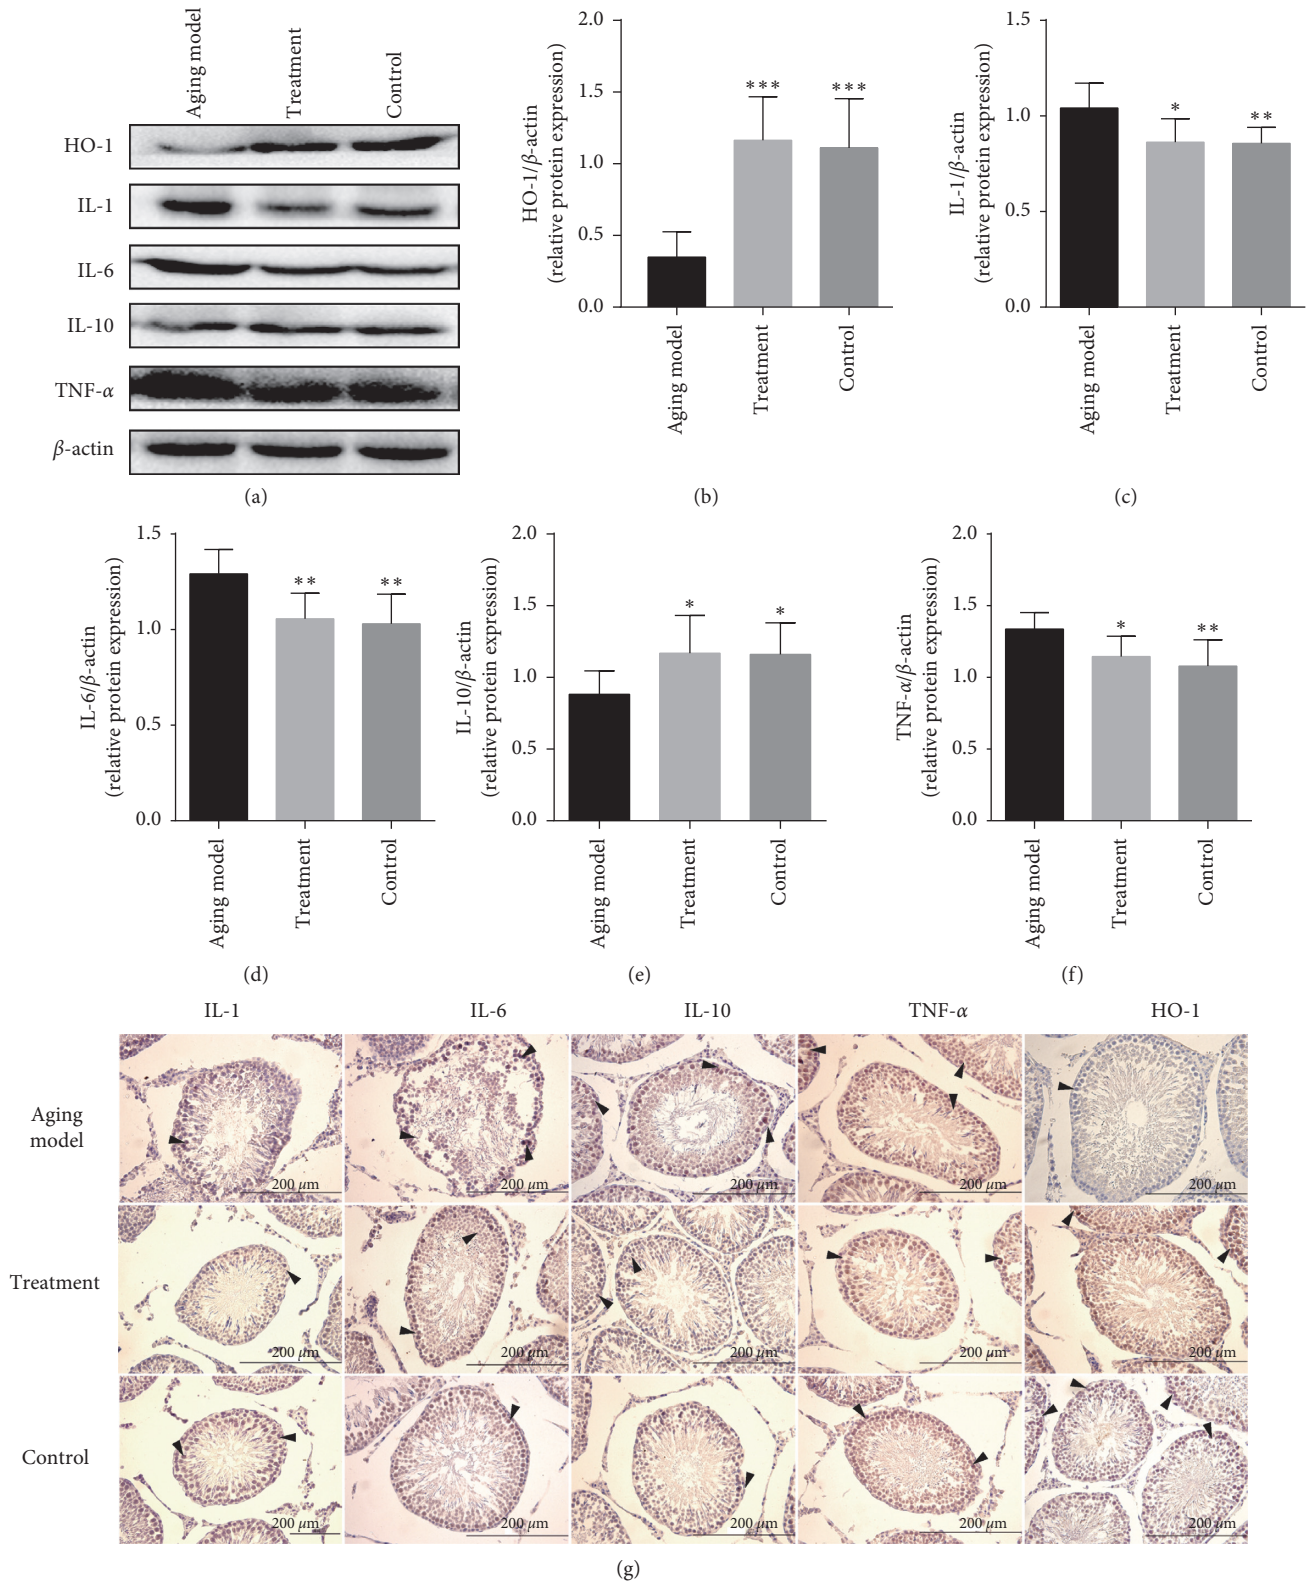 Aging model
Treatment
Control
HO-1
IL-1
IL-6
IL-10
TNF-α
β-actin
(a)
HO-1/β-actin
(relative protein expression)
2.0
1.5
1.0
0.5
0.0
***
***
Aging model
Treatment
Control
(b)
IL-1/β-actin
(relative protein expression)
1.5
1.0
0.5
0.0
*
**
Aging model
Treatment
Control
(c)
IL-6/β-actin
(relative protein expression)
1.5
1.0
0.5
0.0
**
**
Aging model
Treatment
Control
(d)
IL-10/β-actin
(relative protein expression)
2.0
1.5
1.0
0.5
0.0
*
*
Aging model
Treatment
Control
(e)
TNF-α/β-actin
(relative protein expression)
2.0
1.5
1.0
0.5
0.0
*
**
Aging model
Treatment
Control
(f)
IL-1 IL-6 IL-10 TNF-α HO-1
Aging
model
200 µm 200 µm 200 µm 200 µm 200 µm
Treatment
200 µm 200 µm 200 µm 200 µm 200 µm
Control
200 µm 200 µm 200 µm 200 µm 200 µm
(g)